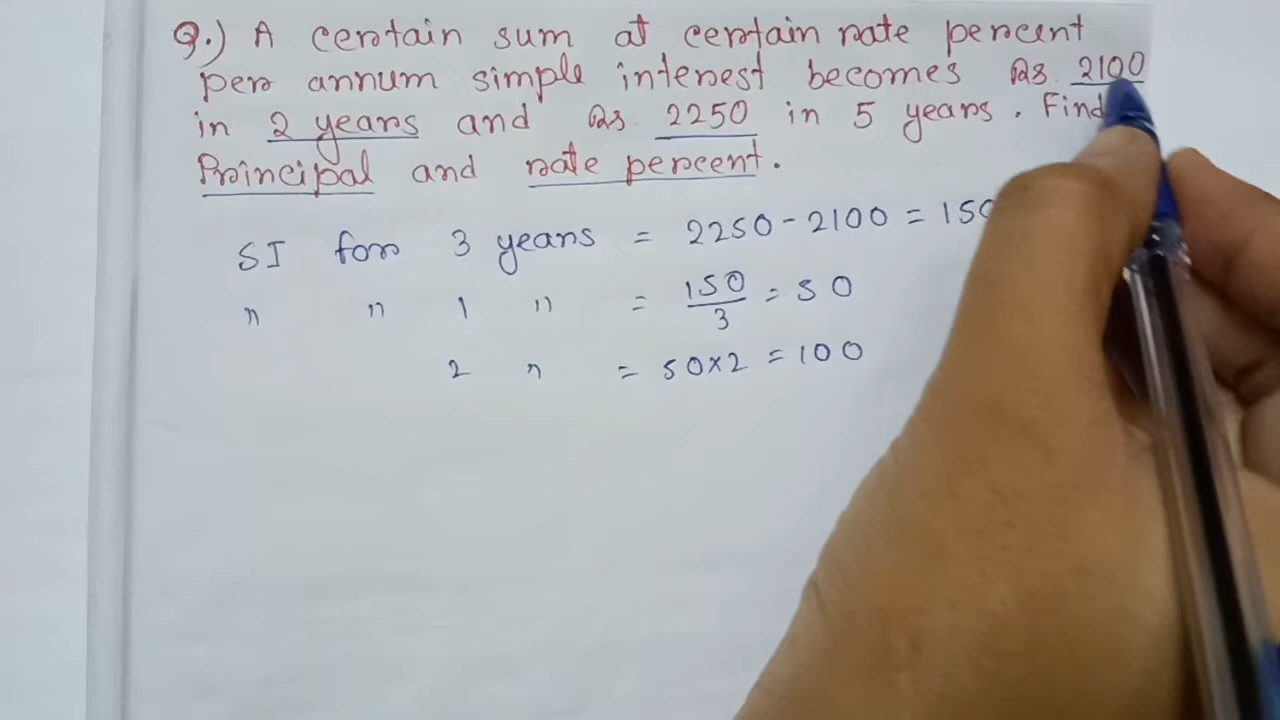 Q.) A certain sum at certain rate percent
per annum simple interest becomes Rs. 2100
in 2 years and Rs. 2250 in 5 years. Find
Principal and rate percent.
SI for 3 years = 2250 - 2100 = 150
" " 1 " = 150/3 = 50
2 " = 50×2 = 100